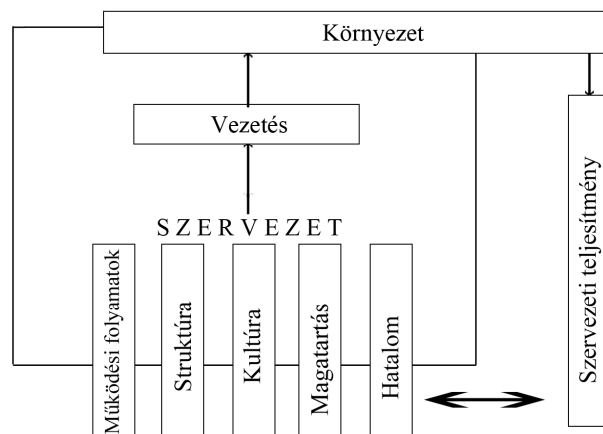 Környezet
Vezetés
SZERVEZET
Működési folyamatok
Struktúra
Kultúra
Magatartás
Hatalom
Szervezeti teljesítmény